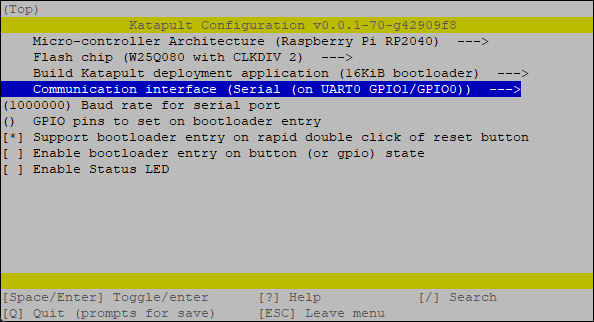 (Top)
Katapult Configuration v0.0.1-70-g42909f8
Micro-controller Architecture (Raspberry Pi RP2040)  --->
Flash chip (W25Q080 with CLKDIV 2)  --->
Build Katapult deployment application (16KiB bootloader)  --->
Communication interface (Serial (on UART0 GPIO1/GPIO0))  --->
(1000000) Baud rate for serial port
()  GPIO pins to set on bootloader entry
[*] Support bootloader entry on rapid double click of reset button
[ ] Enable bootloader entry on button (or gpio) state
[ ] Enable Status LED
[Space/Enter] Toggle/enter [?] Help [/] Search
[Q] Quit (prompts for save) [ESC] Leave menu